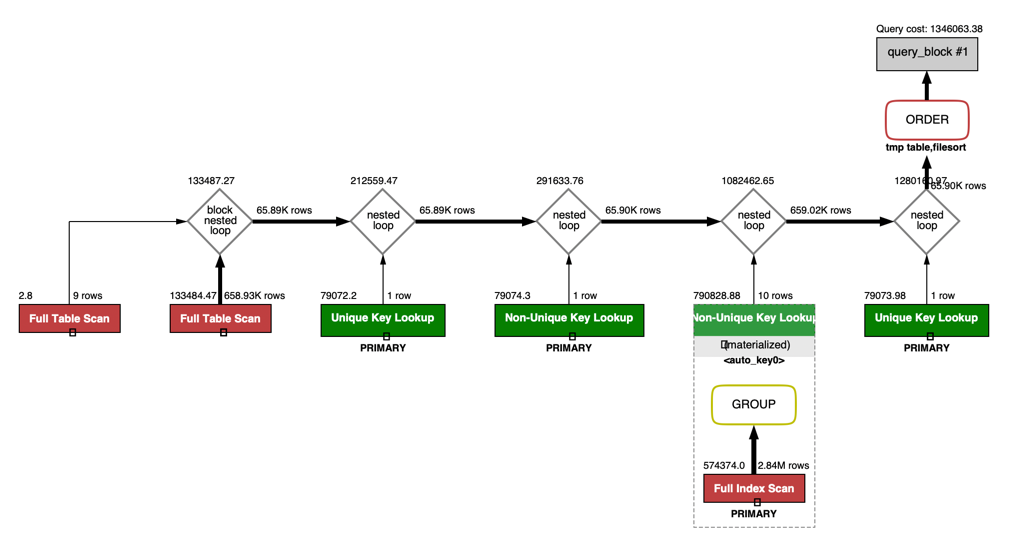 Query cost: 1346063.38
query_block #1
ORDER
tmp table,filesort
133487.27
212559.47
291633.76
1082462.65
1280160.97
65.90K rows
block
nested
loop
65.89K rows
nested
loop
65.89K rows
nested
loop
65.90K rows
nested
loop
659.02K rows
nested
loop
2.8
9 rows
133484.47
658.93K rows
79072.2
1 row
79074.3
1 row
790828.88
10 rows
79073.98
1 row
Full Table Scan
Full Table Scan
Unique Key Lookup
Non-Unique Key Lookup
Non-Unique Key Lookup
Unique Key Lookup
PRIMARY
PRIMARY
(materialized)
PRIMARY
<auto_key0>
GROUP
574374.0
2.84M rows
Full Index Scan
PRIMARY